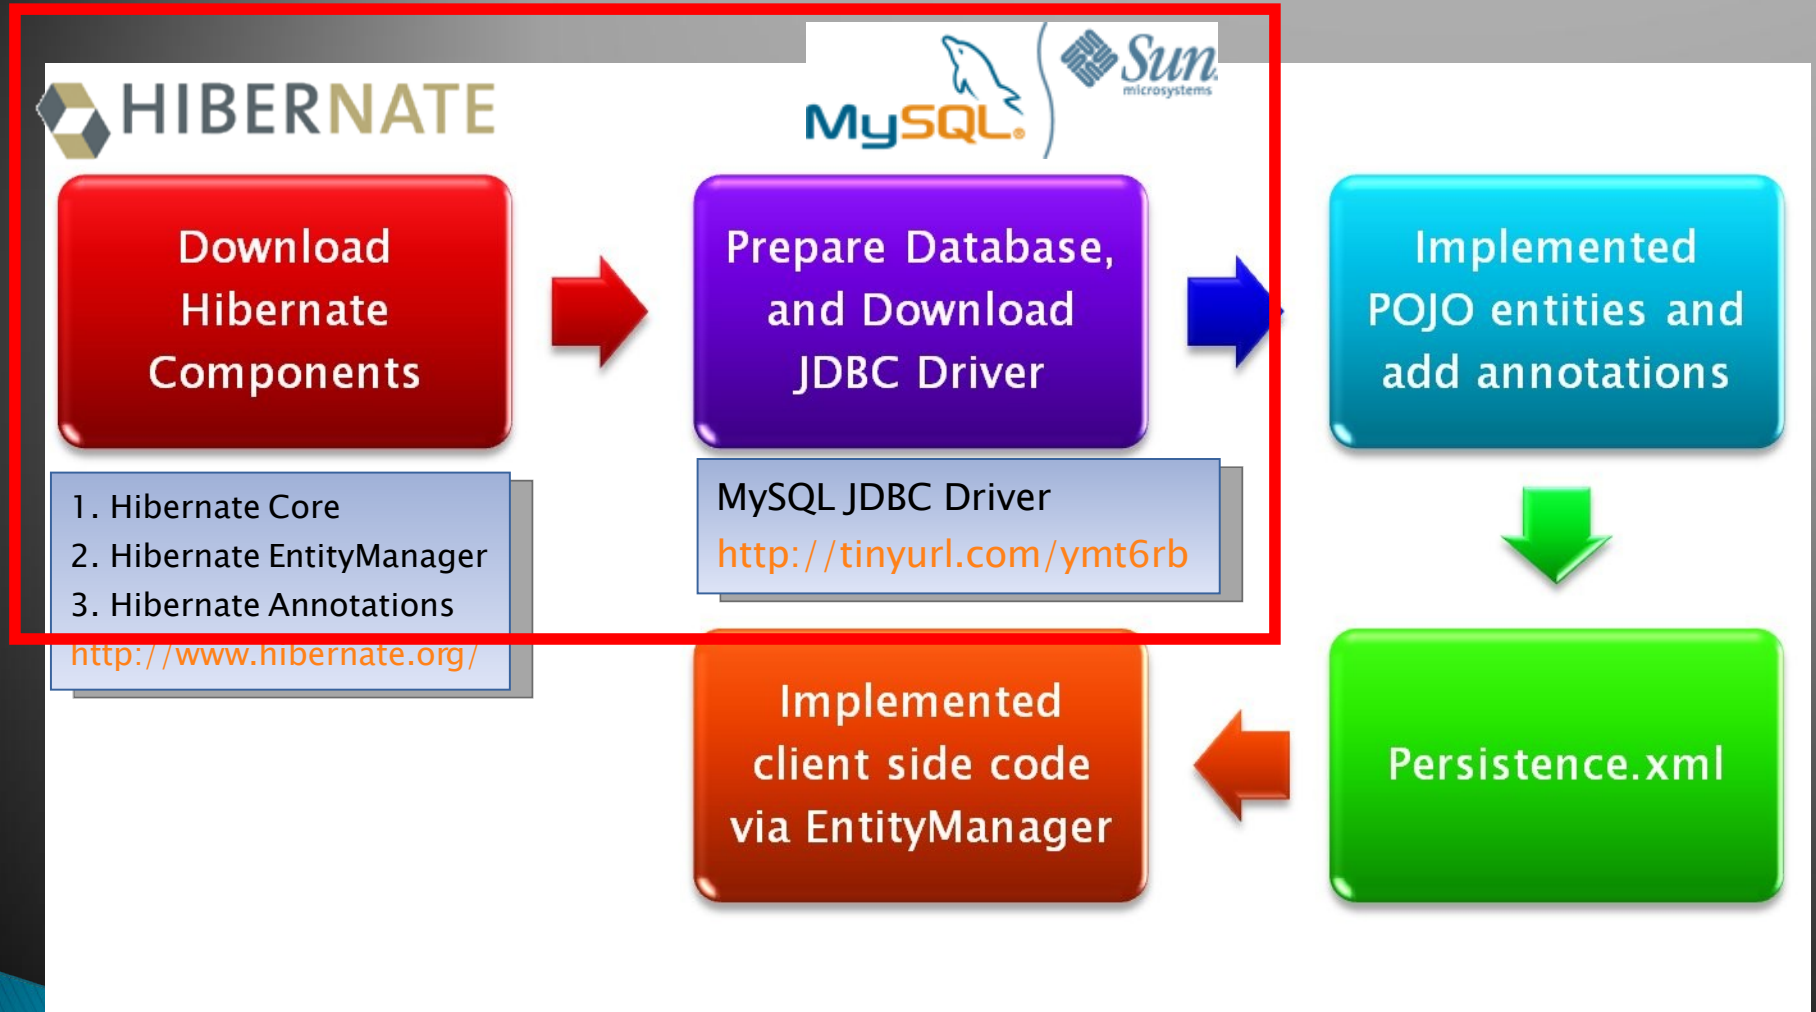 HIBERNATE
MySQL®
Sun
microsystems
Download
Hibernate
Components
Prepare Database,
and Download
JDBC Driver
Implemented
POJO entities and
add annotations
1. Hibernate Core
2. Hibernate EntityManager
3. Hibernate Annotations
http://www.hibernate.org/
MySQL JDBC Driver
http://tinyurl.com/ymt6rb
Persistence.xml
Implemented
client side code
via EntityManager